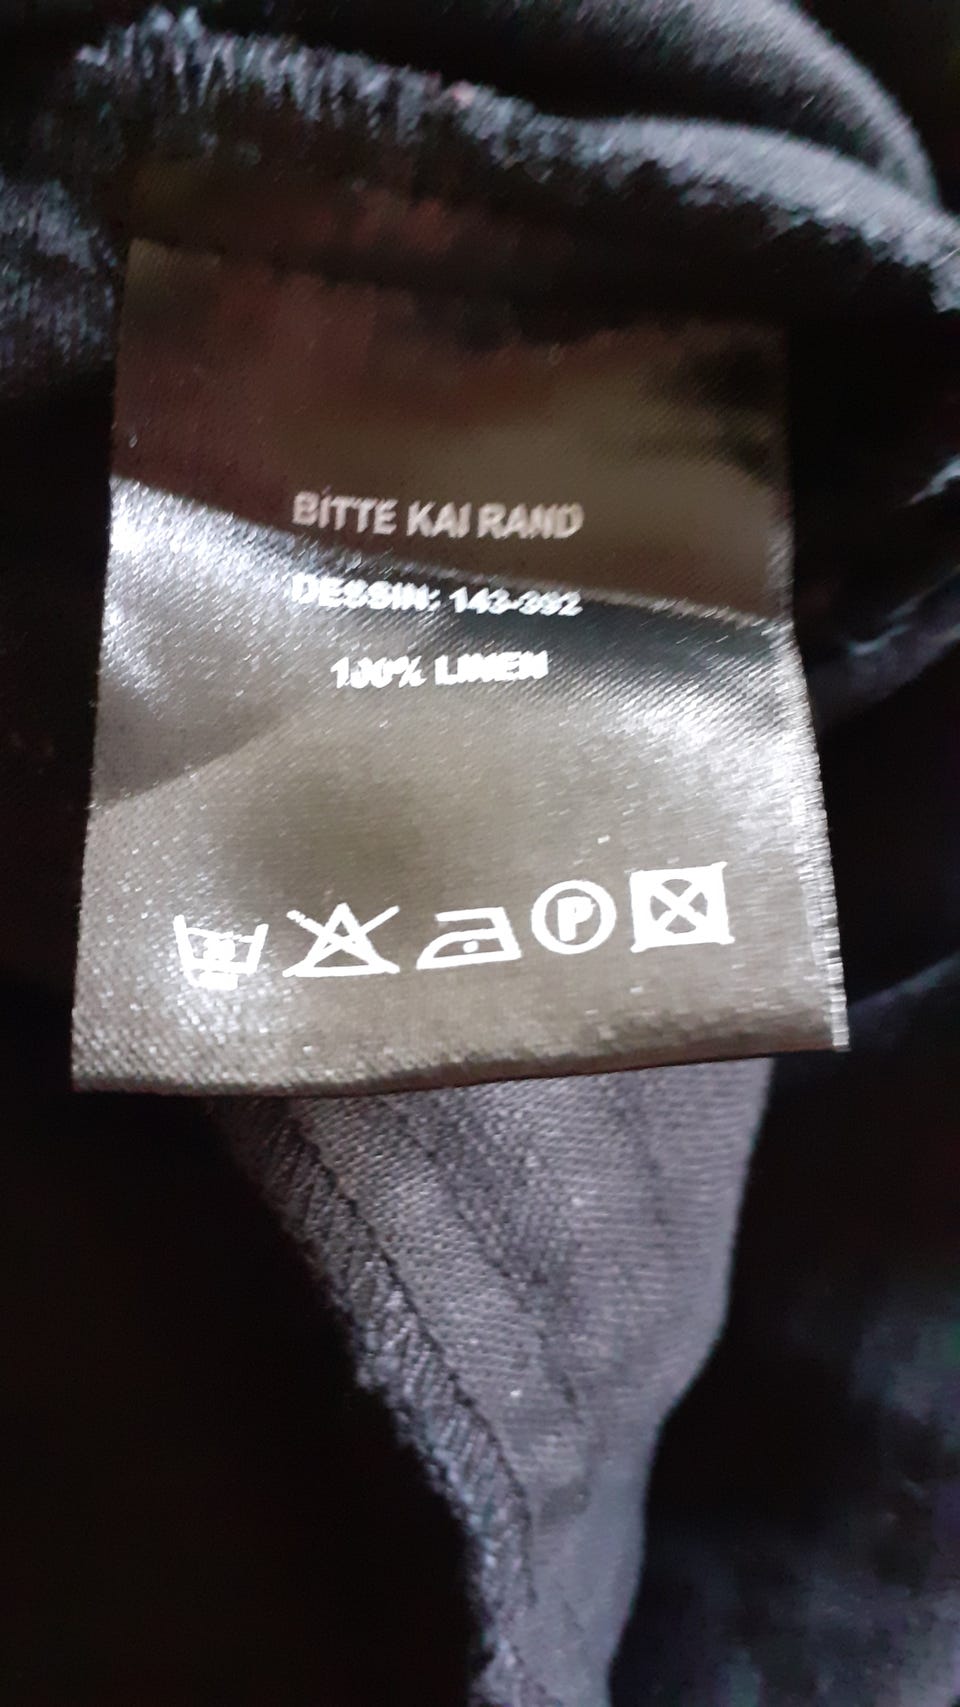 BITTE KAI RAND
DESSIN: 143-392
100% LINEN
P